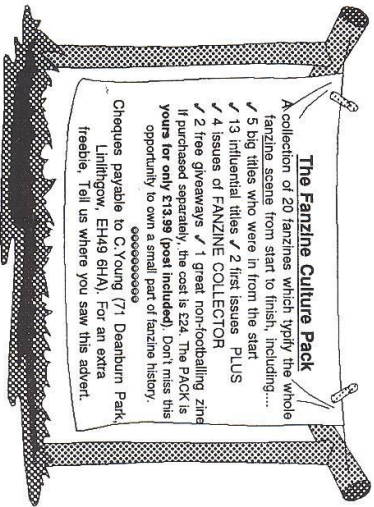 The Fanzine Culture Pack
A collection of 20 fanzines which typify the whole
fanzine scene from start to finish, including....
✓ 5 big titles who were in from the start
✓ 13 influential titles ✓ 2 first issues PLUS
✓ 4 issues of FANZINE COLLECTOR
✓ 2 free giveaways ✓ 1 great non-footballing zine
If purchased separately, the cost is £24. The PACK is
yours for only £13.99 (post included). Don't miss this
opportunity to own a small part of fanzine history.
Cheques payable to C.Young (71 Deanburn Park,
Linlithgow, EH49 6HA). For an extra
freebie, Tell us where you saw this advert.